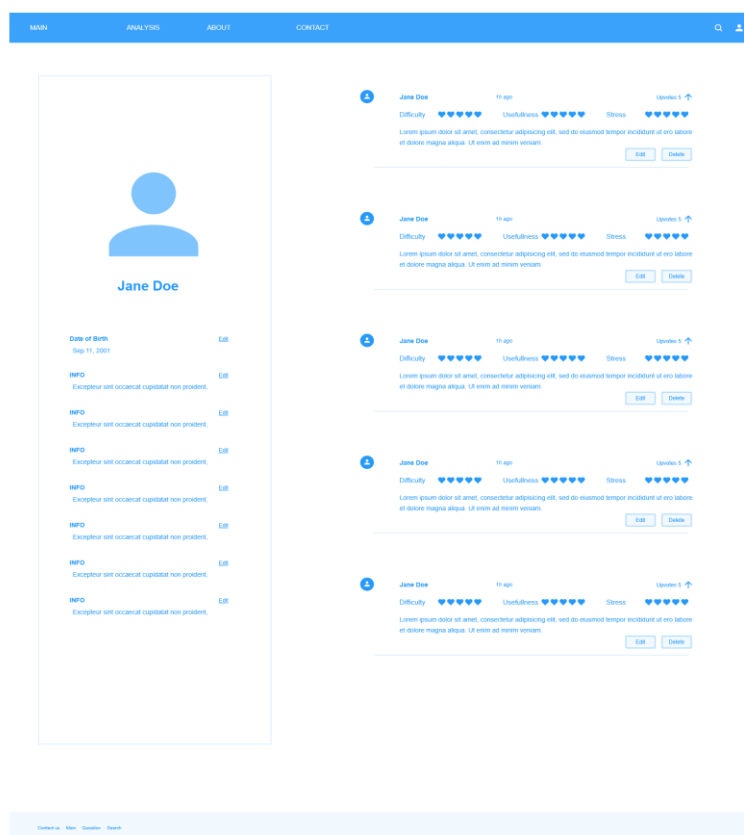 MAIN ANALYSIS ABOUT CONTACT
Jane Doe
Date of Birth Edit
Sep 11, 2001
INFO Edit
Excepteur sint occaecat cupidatat non proident,
INFO Edit
Excepteur sint occaecat cupidatat non proident,
INFO Edit
Excepteur sint occaecat cupidatat non proident,
INFO Edit
Excepteur sint occaecat cupidatat non proident,
INFO Edit
Excepteur sint occaecat cupidatat non proident,
INFO Edit
Excepteur sint occaecat cupidatat non proident,
INFO Edit
Excepteur sint occaecat cupidatat non proident,
Jane Doe 1h ago Upvotes 5
Difficulty Usefullness Stress
Lorem ipsum dolor sit amet, consectetur adipisicing elit, sed do eiusmod tempor incididunt ut ero labore
et dolore magna aliqua. Ut enim ad minim veniam.
Edit Delete
Jane Doe 1h ago Upvotes 5
Difficulty Usefullness Stress
Lorem ipsum dolor sit amet, consectetur adipisicing elit, sed do eiusmod tempor incididunt ut ero labore
et dolore magna aliqua. Ut enim ad minim veniam.
Edit Delete
Jane Doe 1h ago Upvotes 5
Difficulty Usefullness Stress
Lorem ipsum dolor sit amet, consectetur adipisicing elit, sed do eiusmod tempor incididunt ut ero labore
et dolore magna aliqua. Ut enim ad minim veniam.
Edit Delete
Jane Doe 1h ago Upvotes 5
Difficulty Usefullness Stress
Lorem ipsum dolor sit amet, consectetur adipisicing elit, sed do eiusmod tempor incididunt ut ero labore
et dolore magna aliqua. Ut enim ad minim veniam.
Edit Delete
Jane Doe 1h ago Upvotes 5
Difficulty Usefullness Stress
Lorem ipsum dolor sit amet, consectetur adipisicing elit, sed do eiusmod tempor incididunt ut ero labore
et dolore magna aliqua. Ut enim ad minim veniam.
Edit Delete
Contact us Main Question Search